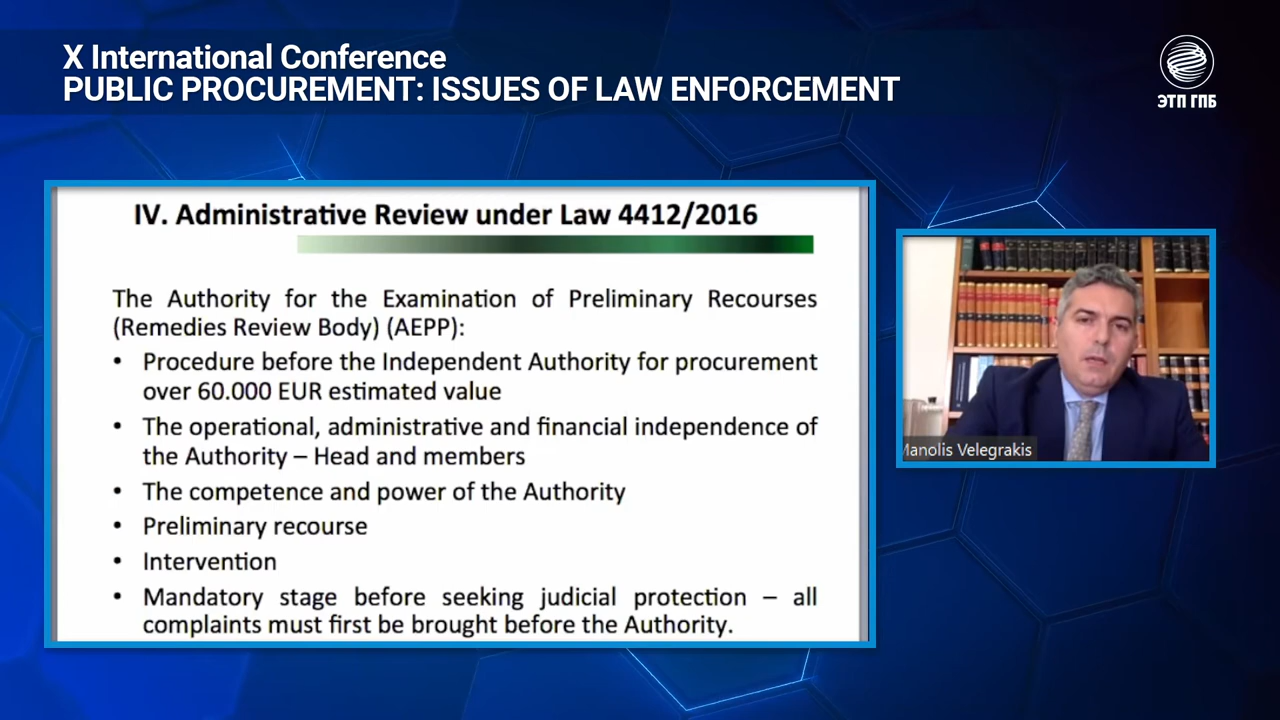 X International Conference
PUBLIC PROCUREMENT: ISSUES OF LAW ENFORCEMENT
ЭТП ГПБ
IV. Administrative Review under Law 4412/2016
The Authority for the Examination of Preliminary Recourses
(Remedies Review Body) (AEPP):
• Procedure before the Independent Authority for procurement
over 60.000 EUR estimated value
• The operational, administrative and financial independence of
the Authority – Head and members
• The competence and power of the Authority
• Preliminary recourse
• Intervention
• Mandatory stage before seeking judicial protection – all
complaints must first be brought before the Authority.
Manolis Velegrakis